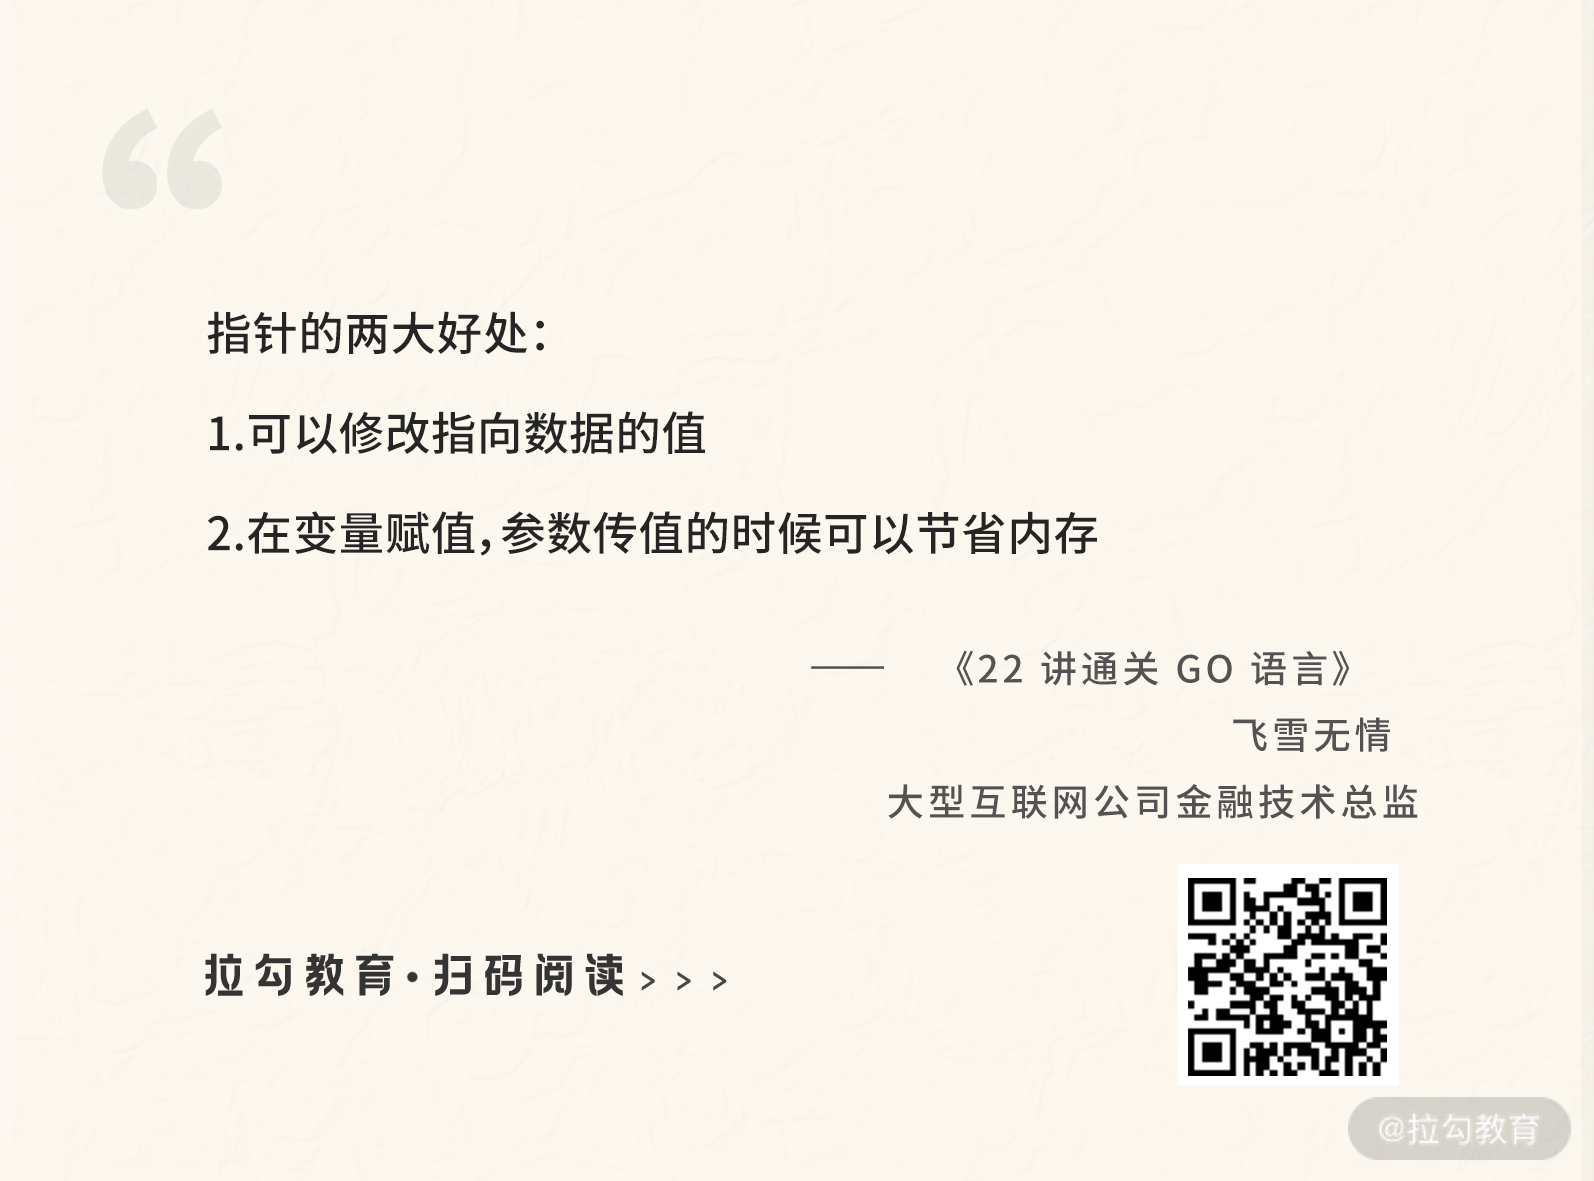 “
指针的两大好处：
1.可以修改指向数据的值
2.在变量赋值，参数传值的时候可以节省内存
—— 《22 讲通关 GO 语言》
飞雪无情
大型互联网公司金融技术总监
拉勾教育·扫码阅读 > > >
@拉勾教育